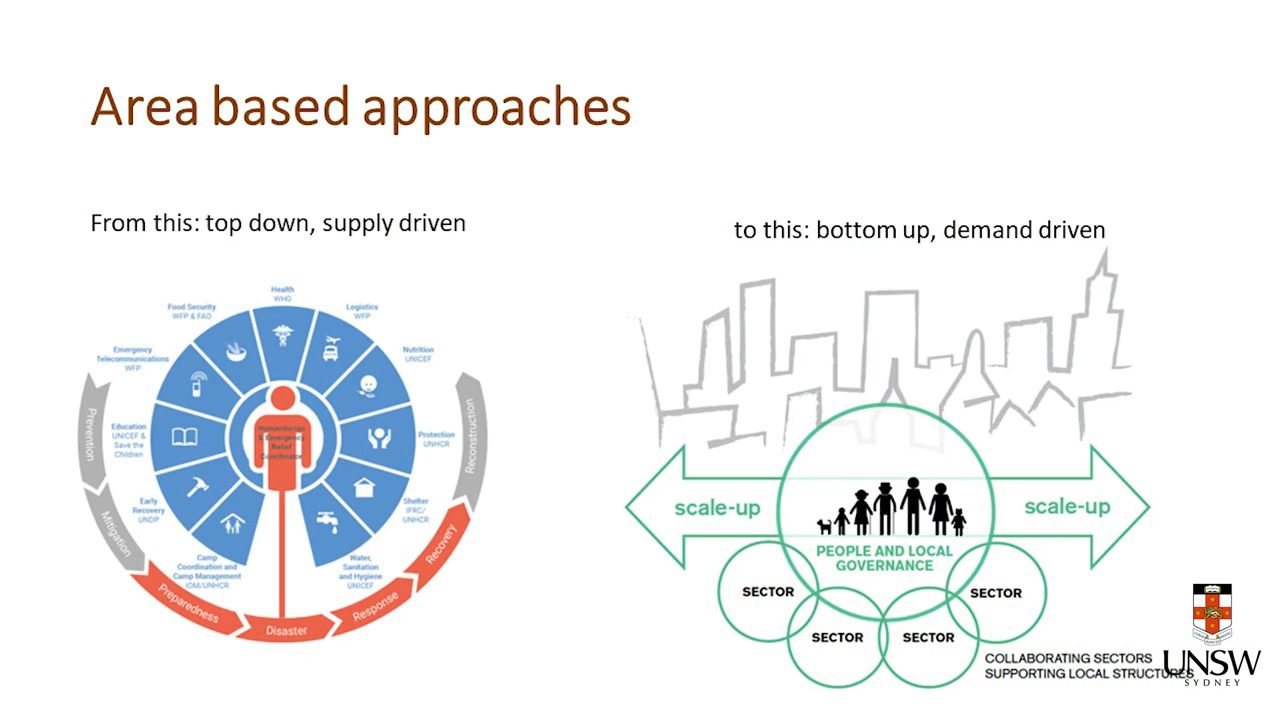 Area based approaches
From this: top down, supply driven
Health
WHO
Food Security
WFP & FAO
Logistics
WFP
Emergency
Telecommunications
WFP
Nutrition
UNICEF
Education
UNICEF &
Save the
Children
Protection
UNHCR
Humanitarian
& Emergency
Relief
Coordinator
Early
Recovery
UNDP
Shelter
IFRC/
UNHCR
Camp
Coordination and
Camp Management
IOM/UNHCR
Water,
Sanitation
and Hygiene
UNICEF
Prevention
Mitigation
Preparedness
Disaster
Response
Recovery
Reconstruction
to this: bottom up, demand driven
scale-up
scale-up
PEOPLE AND LOCAL
GOVERNANCE
SECTOR
SECTOR
SECTOR
SECTOR
COLLABORATING SECTORS
SUPPORTING LOCAL STRUCTURES
UNSW
SYDNEY